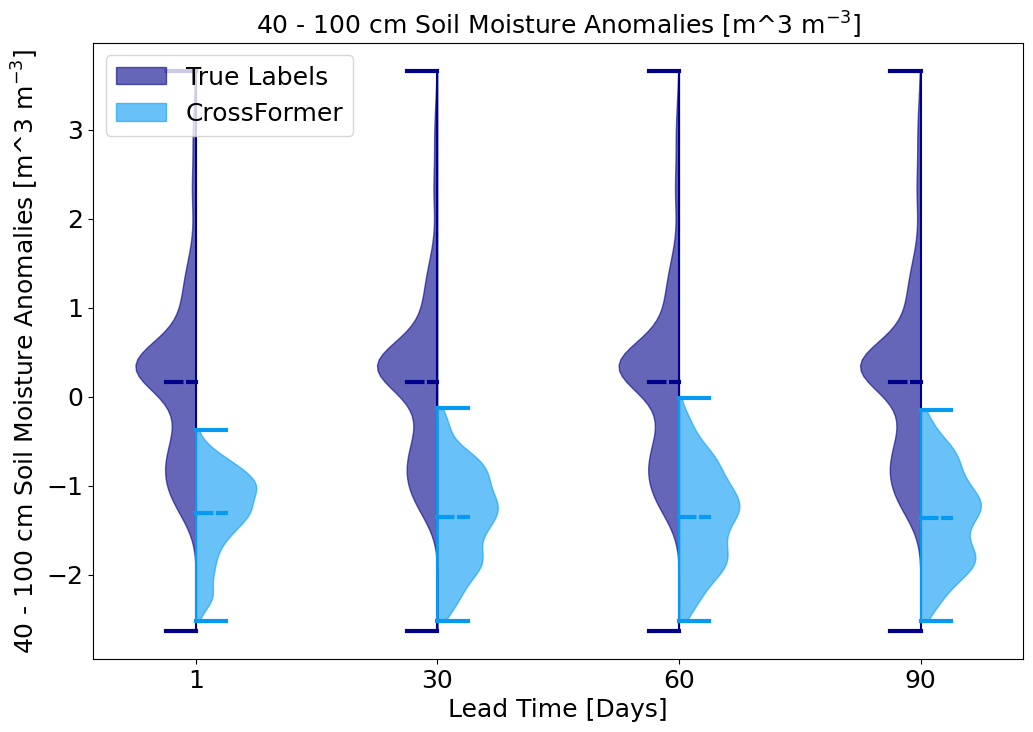 40 - 100 cm Soil Moisture Anomalies [m^3 m⁻³]
40 - 100 cm Soil Moisture Anomalies [m^3 m⁻³]
True Labels
CrossFormer
3
2
1
0
−1
−2
1 30 60 90
Lead Time [Days]